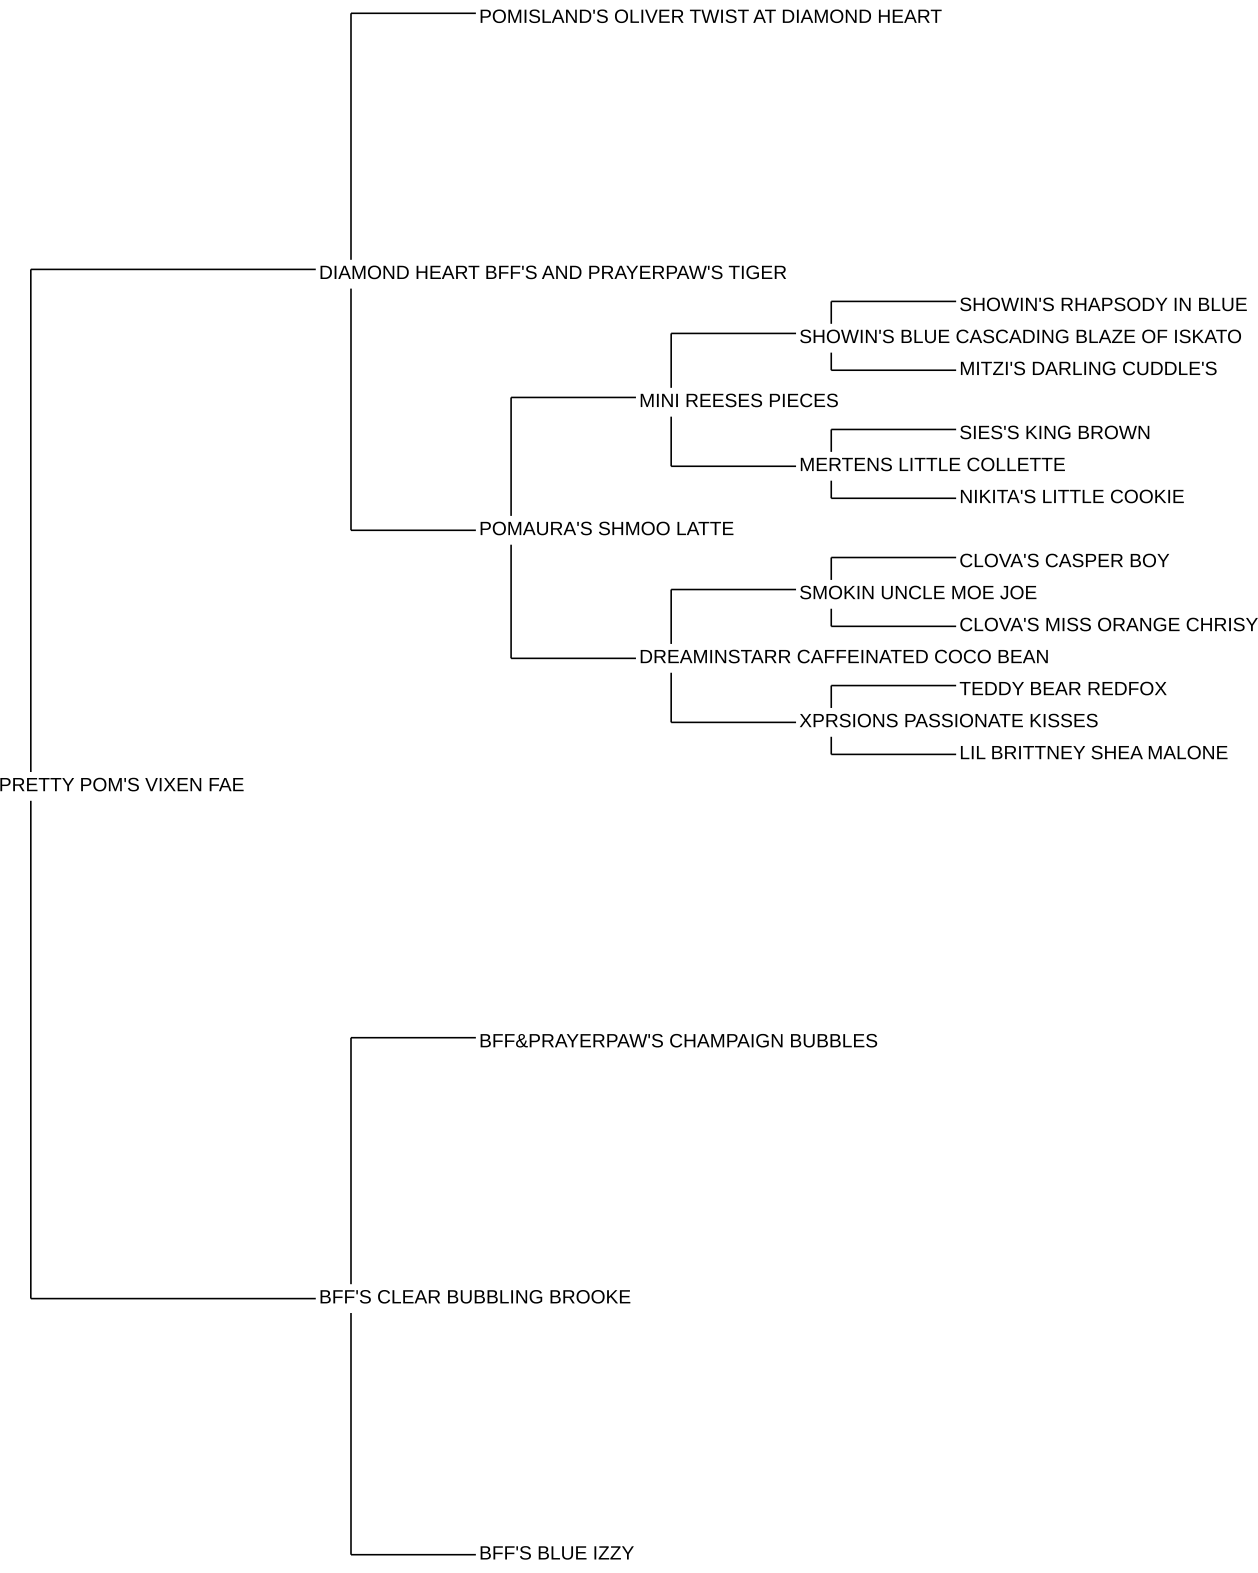 POMISLAND'S OLIVER TWIST AT DIAMOND HEART
DIAMOND HEART BFF'S AND PRAYERPAW'S TIGER
SHOWIN'S RHAPSODY IN BLUE
SHOWIN'S BLUE CASCADING BLAZE OF ISKATO
MITZI'S DARLING CUDDLE'S
MINI REESES PIECES
SIES'S KING BROWN
MERTENS LITTLE COLLETTE
NIKITA'S LITTLE COOKIE
POMAURA'S SHMOO LATTE
CLOVA'S CASPER BOY
SMOKIN UNCLE MOE JOE
CLOVA'S MISS ORANGE CHRISY
DREAMINSTARR CAFFEINATED COCO BEAN
TEDDY BEAR REDFOX
XPRSIONS PASSIONATE KISSES
LIL BRITTNEY SHEA MALONE
PRETTY POM'S VIXEN FAE
BFF&PRAYERPAW'S CHAMPAIGN BUBBLES
BFF'S CLEAR BUBBLING BROOKE
BFF'S BLUE IZZY